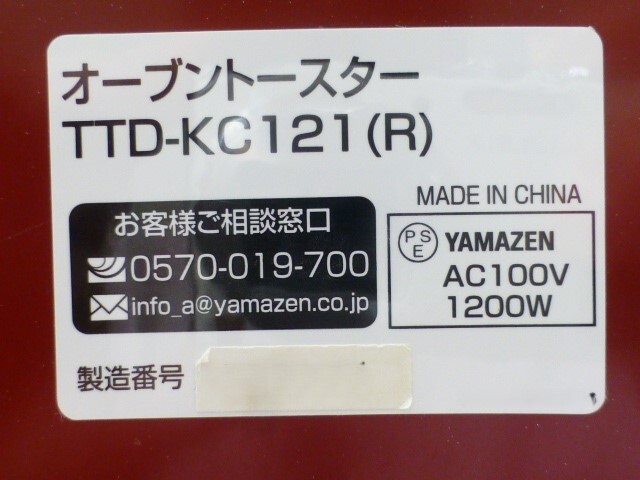 オーブントースター
TTD-KC121(R)
MADE IN CHINA
お客様ご相談窓口
0570-019-700
info_a@yamazen.co.jp
PSE YAMAZEN
AC100V
1200W
製造番号